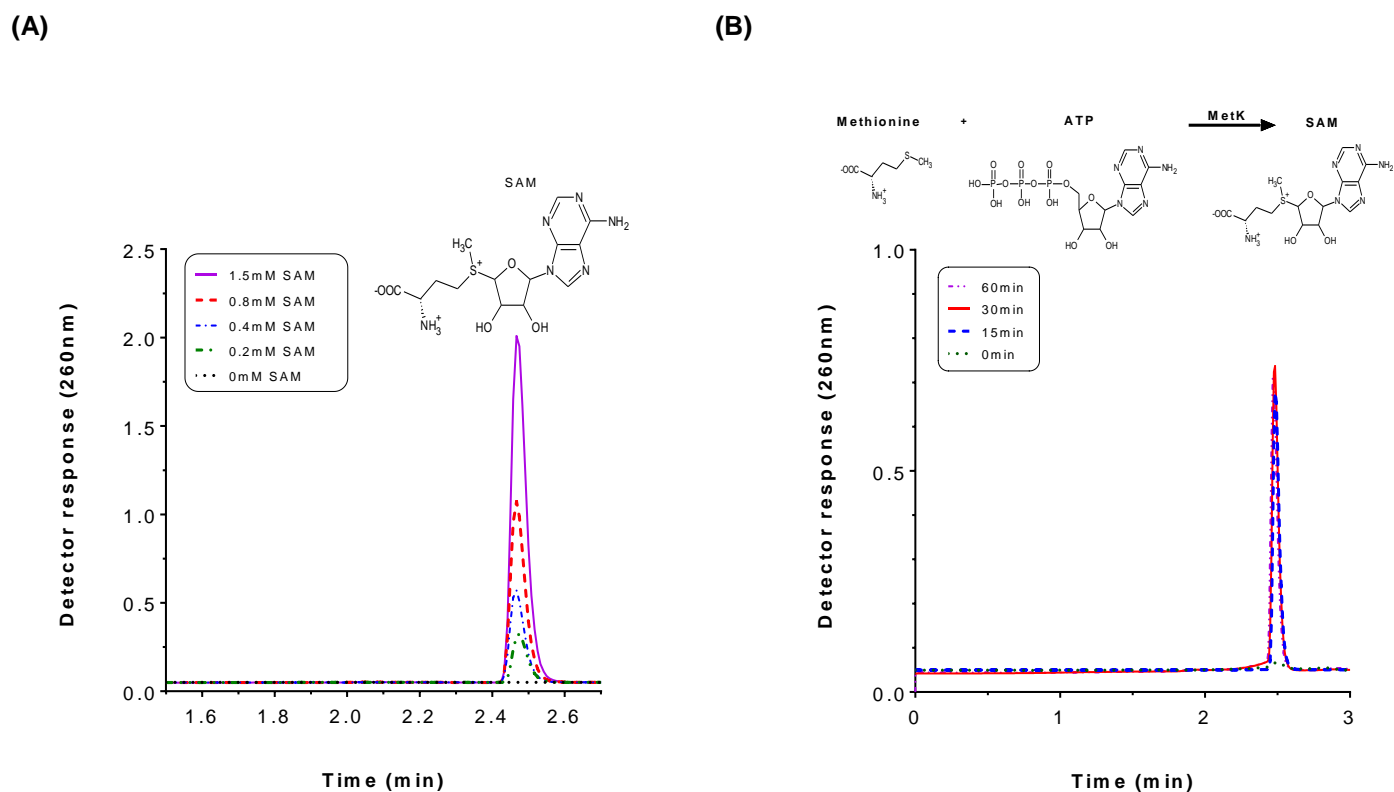 (A)
SAM
N
N
N
N
NH2
H3C
S+
O
-OOC
NH3+
HO
OH
2.5
2.0
1.5
1.0
0.5
0.0
1.5mM SAM
0.8mM SAM
0.4mM SAM
0.2mM SAM
0mM SAM
Detector response (260nm)
1.6
1.8
2.0
2.2
2.4
2.6
Time (min)
(B)
Methionine + ATP MetK SAM
-OOC
S
CH3
NH3+
O
O
O
HO
P
O
P
O
P
O
OH
OH
OH
O
N
N
N
N
NH2
HO
OH
CH3
-OOC
S+
O
NH3+
HO
OH
N
N
N
N
NH2
1.0
0.5
0.0
60min
30min
15min
0min
Detector response (260nm)
0
1
2
3
Time (min)